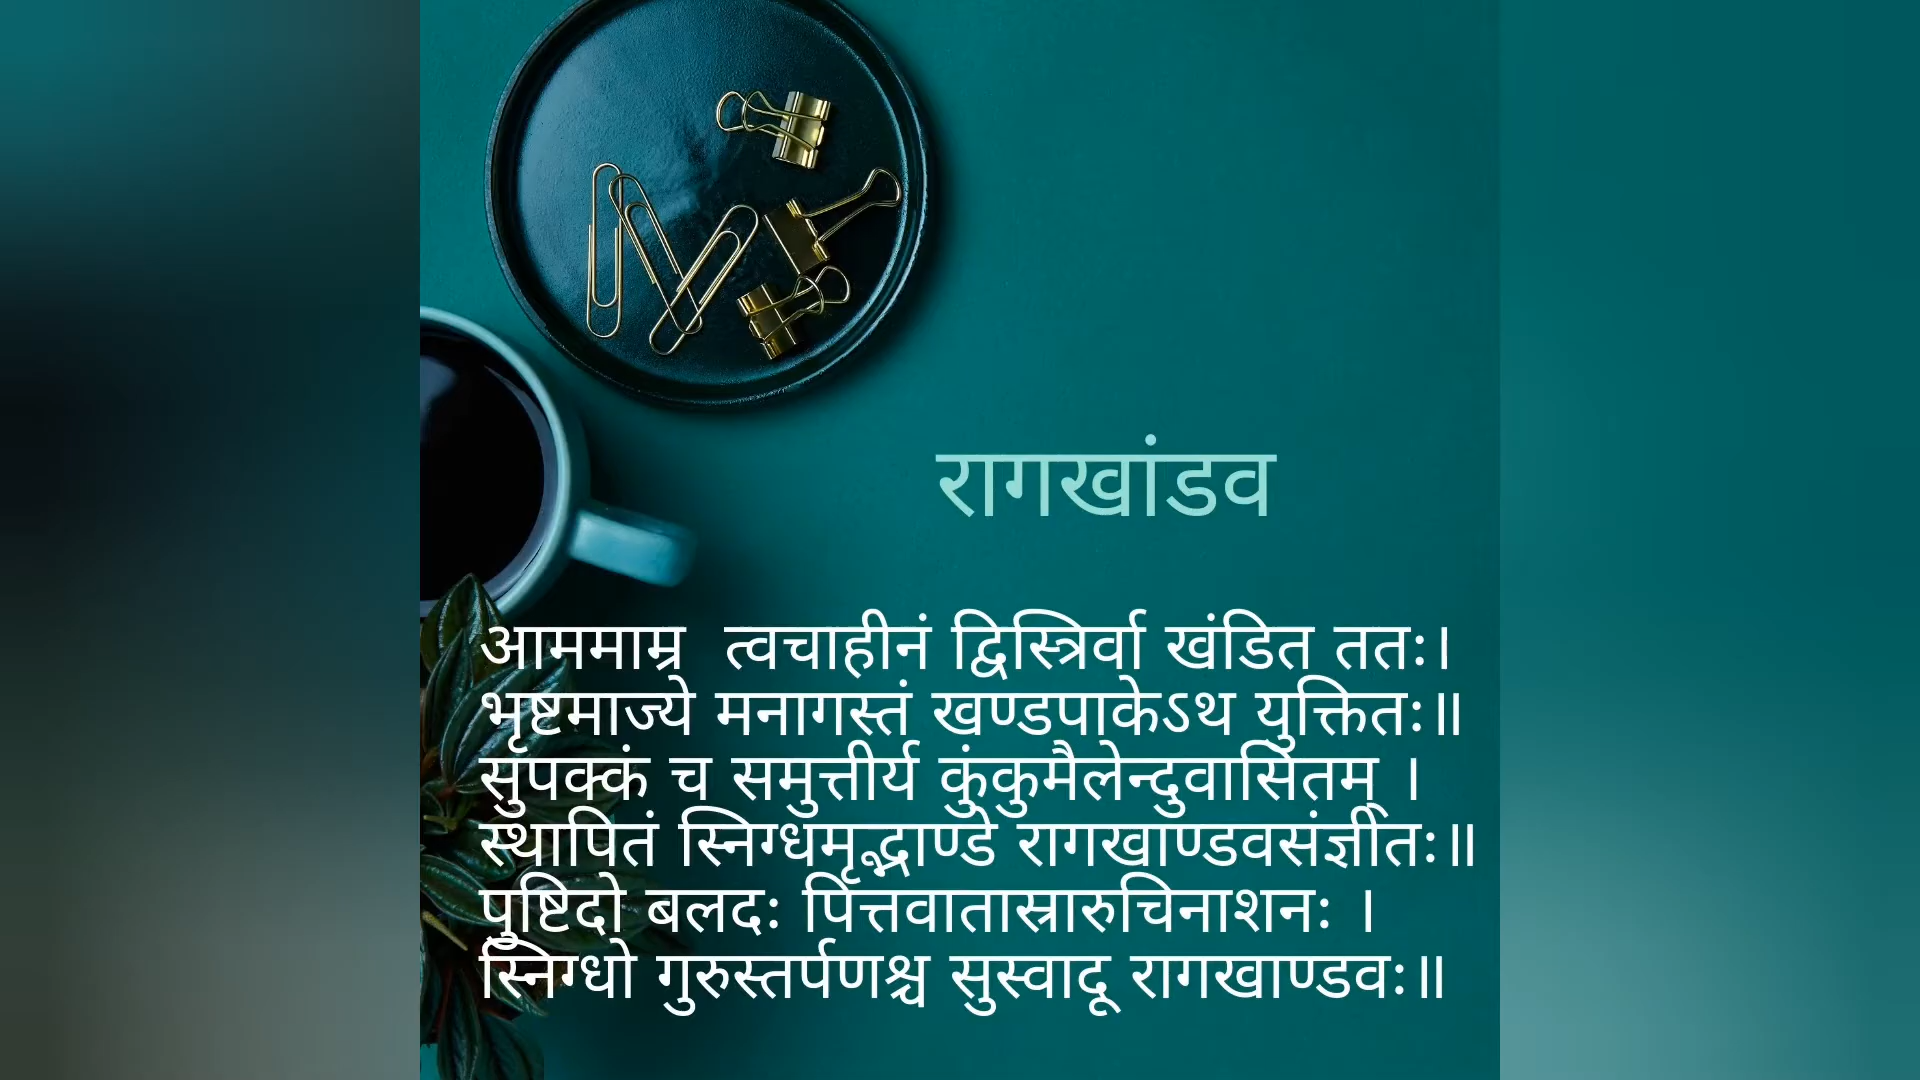 रागखांडव
आममाम्र त्वचाहीनं द्विस्त्रिर्वा खंडित ततः।
भृष्टमाज्ये मनागस्तं खण्डपाकेऽथ युक्तितः॥
सुपक्कं च समुत्तीर्य कुंकुमैलेन्दुवासितम् ।
स्थापितं स्निग्धमृद्भाण्डे रागखाण्डवसंज्ञीतः॥
पुष्टिदो बलदः पित्तवातास्रारुचिनाशनः ।
स्निग्धो गुरुस्तर्पणश्च सुस्वादू रागखाण्डवः॥